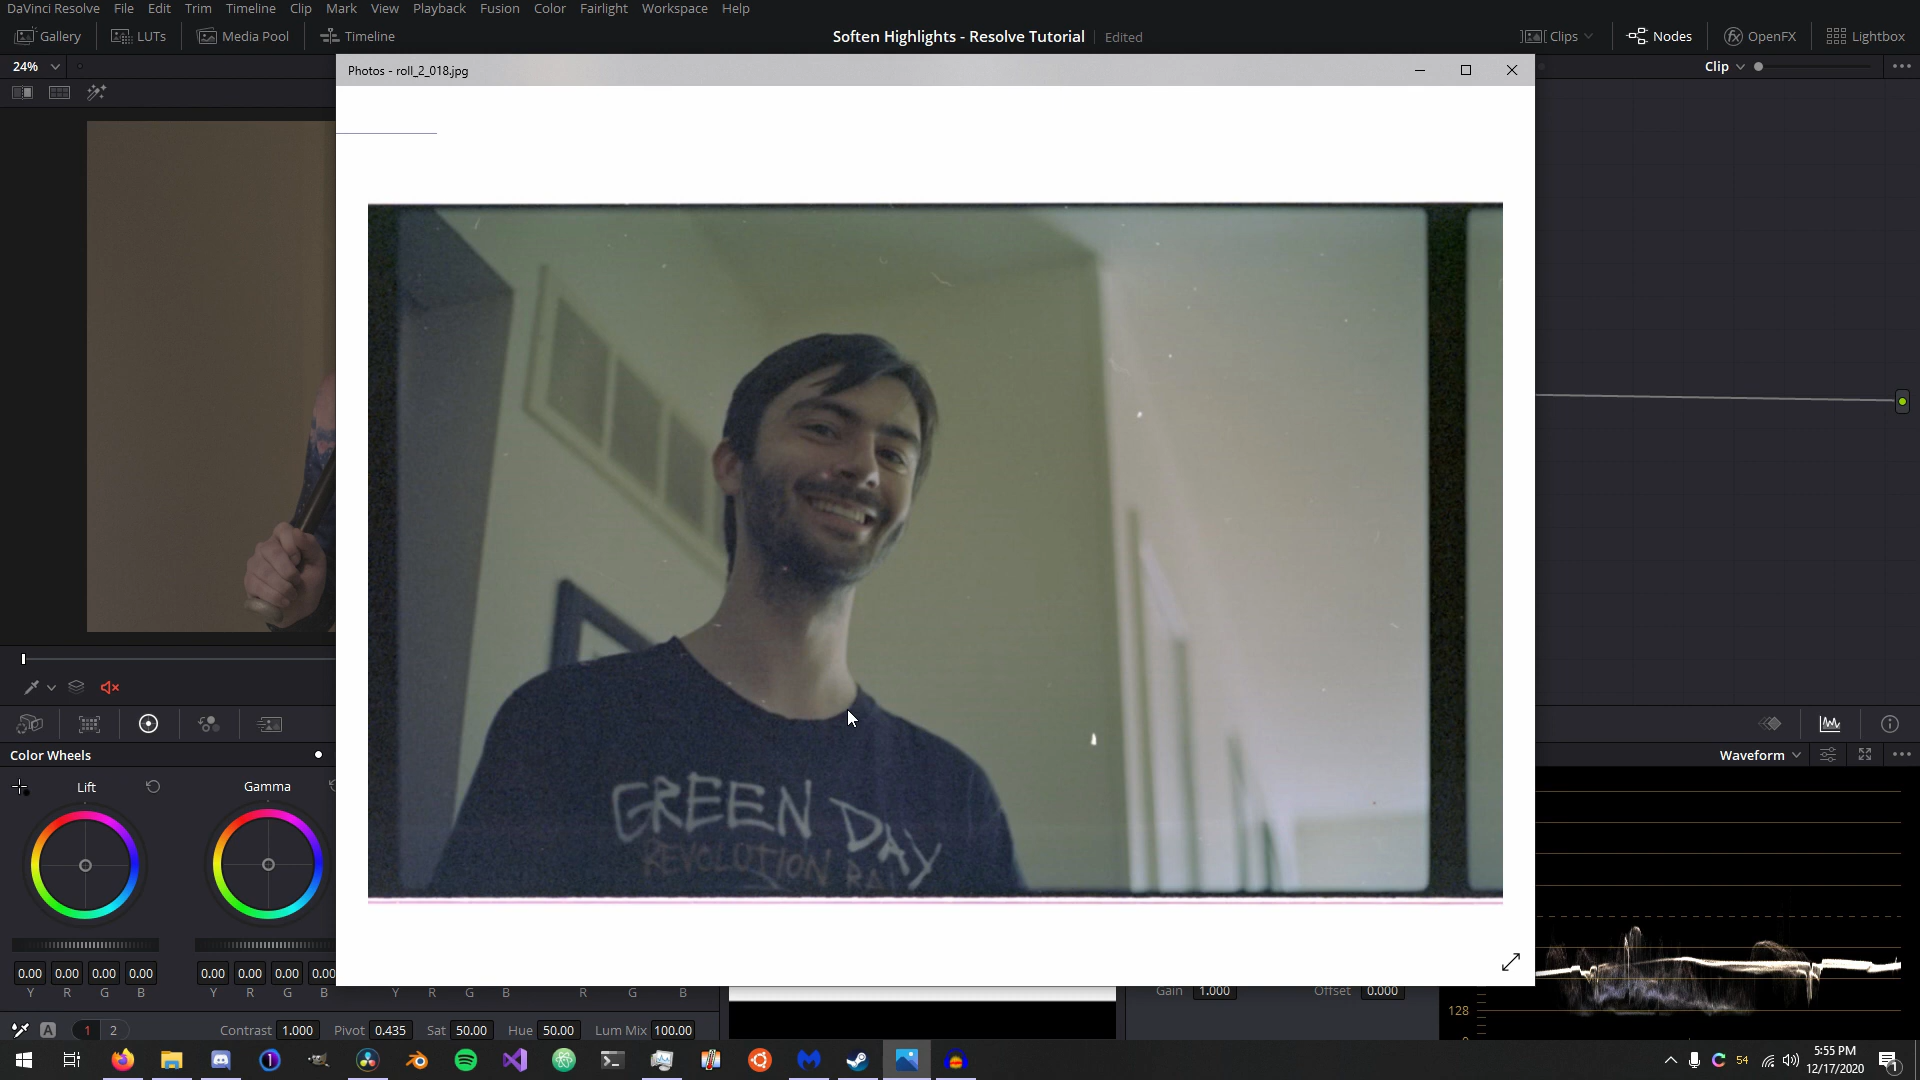 DaVinci Resolve File Edit Trim Timeline Clip Mark View Playback Fusion Color Fairlight Workspace Help
Gallery LUTs Media Pool Timeline Soften Highlights - Resolve Tutorial Edited Clips Nodes OpenFX Lightbox
24% Clip
Photos - roll_2_018.jpg
GREEN DAY
REVOLUTION RA
Color Wheels Waveform
Lift Gamma
0.00 0.00 0.00 0.00 0.00 0.00 0.00 0.00
Y R G B Y R G B Y R G B R G B Gain 1.000 Offset 0.000
128
A 1 2 Contrast 1.000 Pivot 0.435 Sat 50.00 Hue 50.00 Lum Mix 100.00
54 5:55 PM
12/17/2020 1